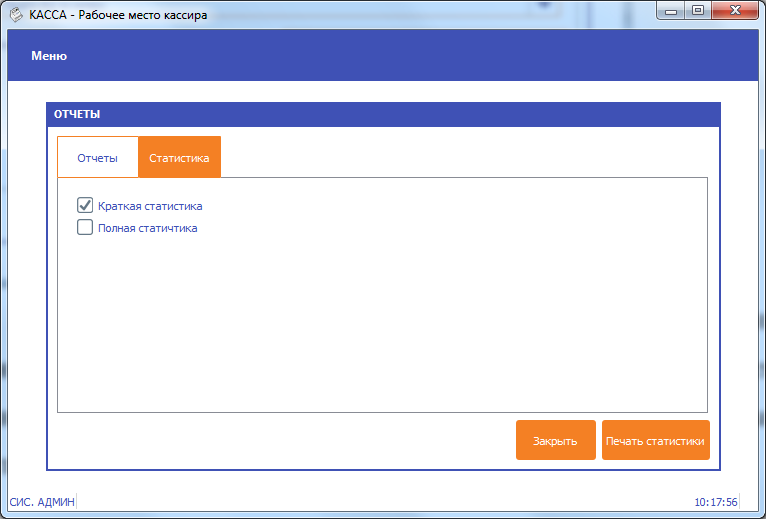 КАССА - Рабочее место кассира
Меню
ОТЧЕТЫ
Отчеты Статистика
Краткая статистика
Полная статичтика
Закрыть Печать статистики
СИС. АДМИН 10:17:56